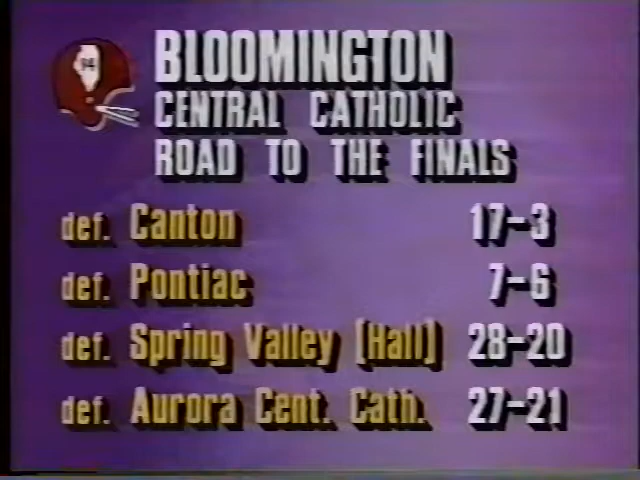 94
BLOOMINGTON
CENTRAL CATHOLIC
ROAD TO THE FINALS
def. Canton 17-3
def. Pontiac 7-6
def. Spring Valley (Hall) 28-20
def. Aurora Cent. Cath. 27-21